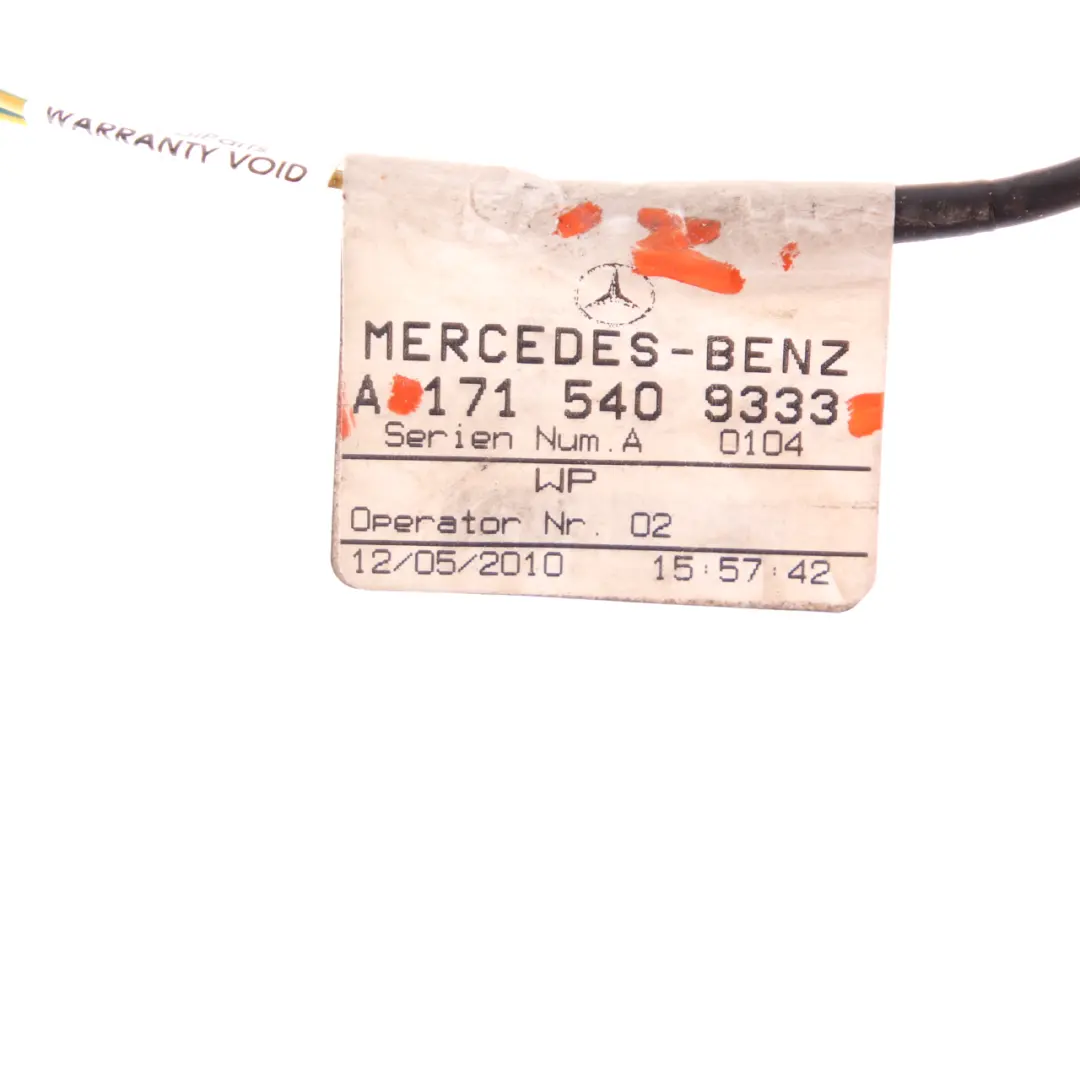 WARRANTY VOID
MERCEDES-BENZ
A 171 540 9333
Serien Num.A 0104
WP
Operator Nr. 02
12/05/2010 15:57:42